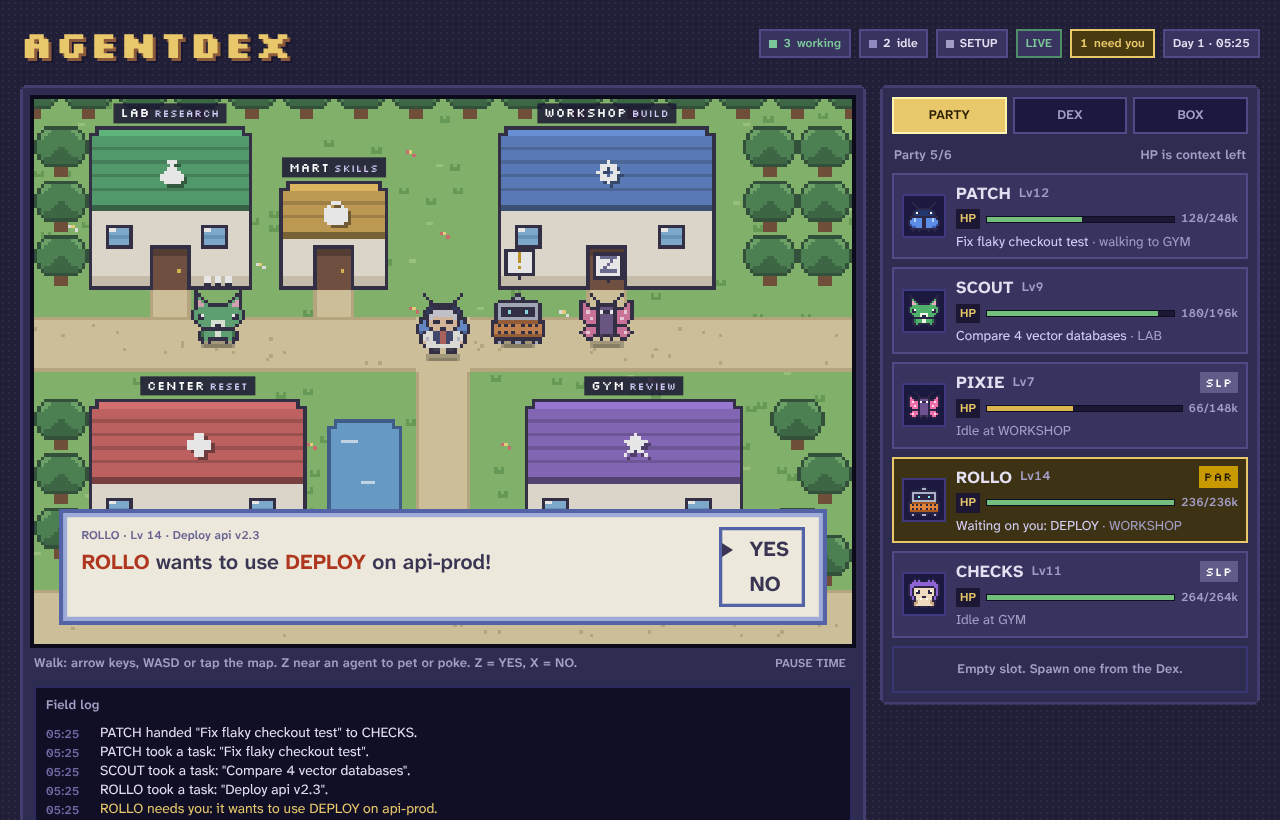 AGENTDEX
3 working
2 idle
SETUP
LIVE
1 need you
Day 1 · 05:25
LAB RESEARCH
WORKSHOP BUILD
MART SKILLS
CENTER RESET
GYM REVIEW
ROLLO · Lv 14 · Deploy api v2.3
ROLLO wants to use DEPLOY on api-prod!
YES
NO
Walk: arrow keys, WASD or tap the map. Z near an agent to pet or poke. Z = YES, X = NO.
PAUSE TIME
Field log
05:25 PATCH handed "Fix flaky checkout test" to CHECKS.
05:25 PATCH took a task: "Fix flaky checkout test".
05:25 SCOUT took a task: "Compare 4 vector databases".
05:25 ROLLO took a task: "Deploy api v2.3".
05:25 ROLLO needs you: it wants to use DEPLOY on api-prod.
PARTY
DEX
BOX
Party 5/6
HP is context left
PATCH Lv12
HP 128/248k
Fix flaky checkout test · walking to GYM
SCOUT Lv9
HP 180/196k
Compare 4 vector databases · LAB
PIXIE Lv7 SLP
HP 66/148k
Idle at WORKSHOP
ROLLO Lv14 PAR
HP 236/236k
Waiting on you: DEPLOY · WORKSHOP
CHECKS Lv11 SLP
HP 264/264k
Idle at GYM
Empty slot. Spawn one from the Dex.